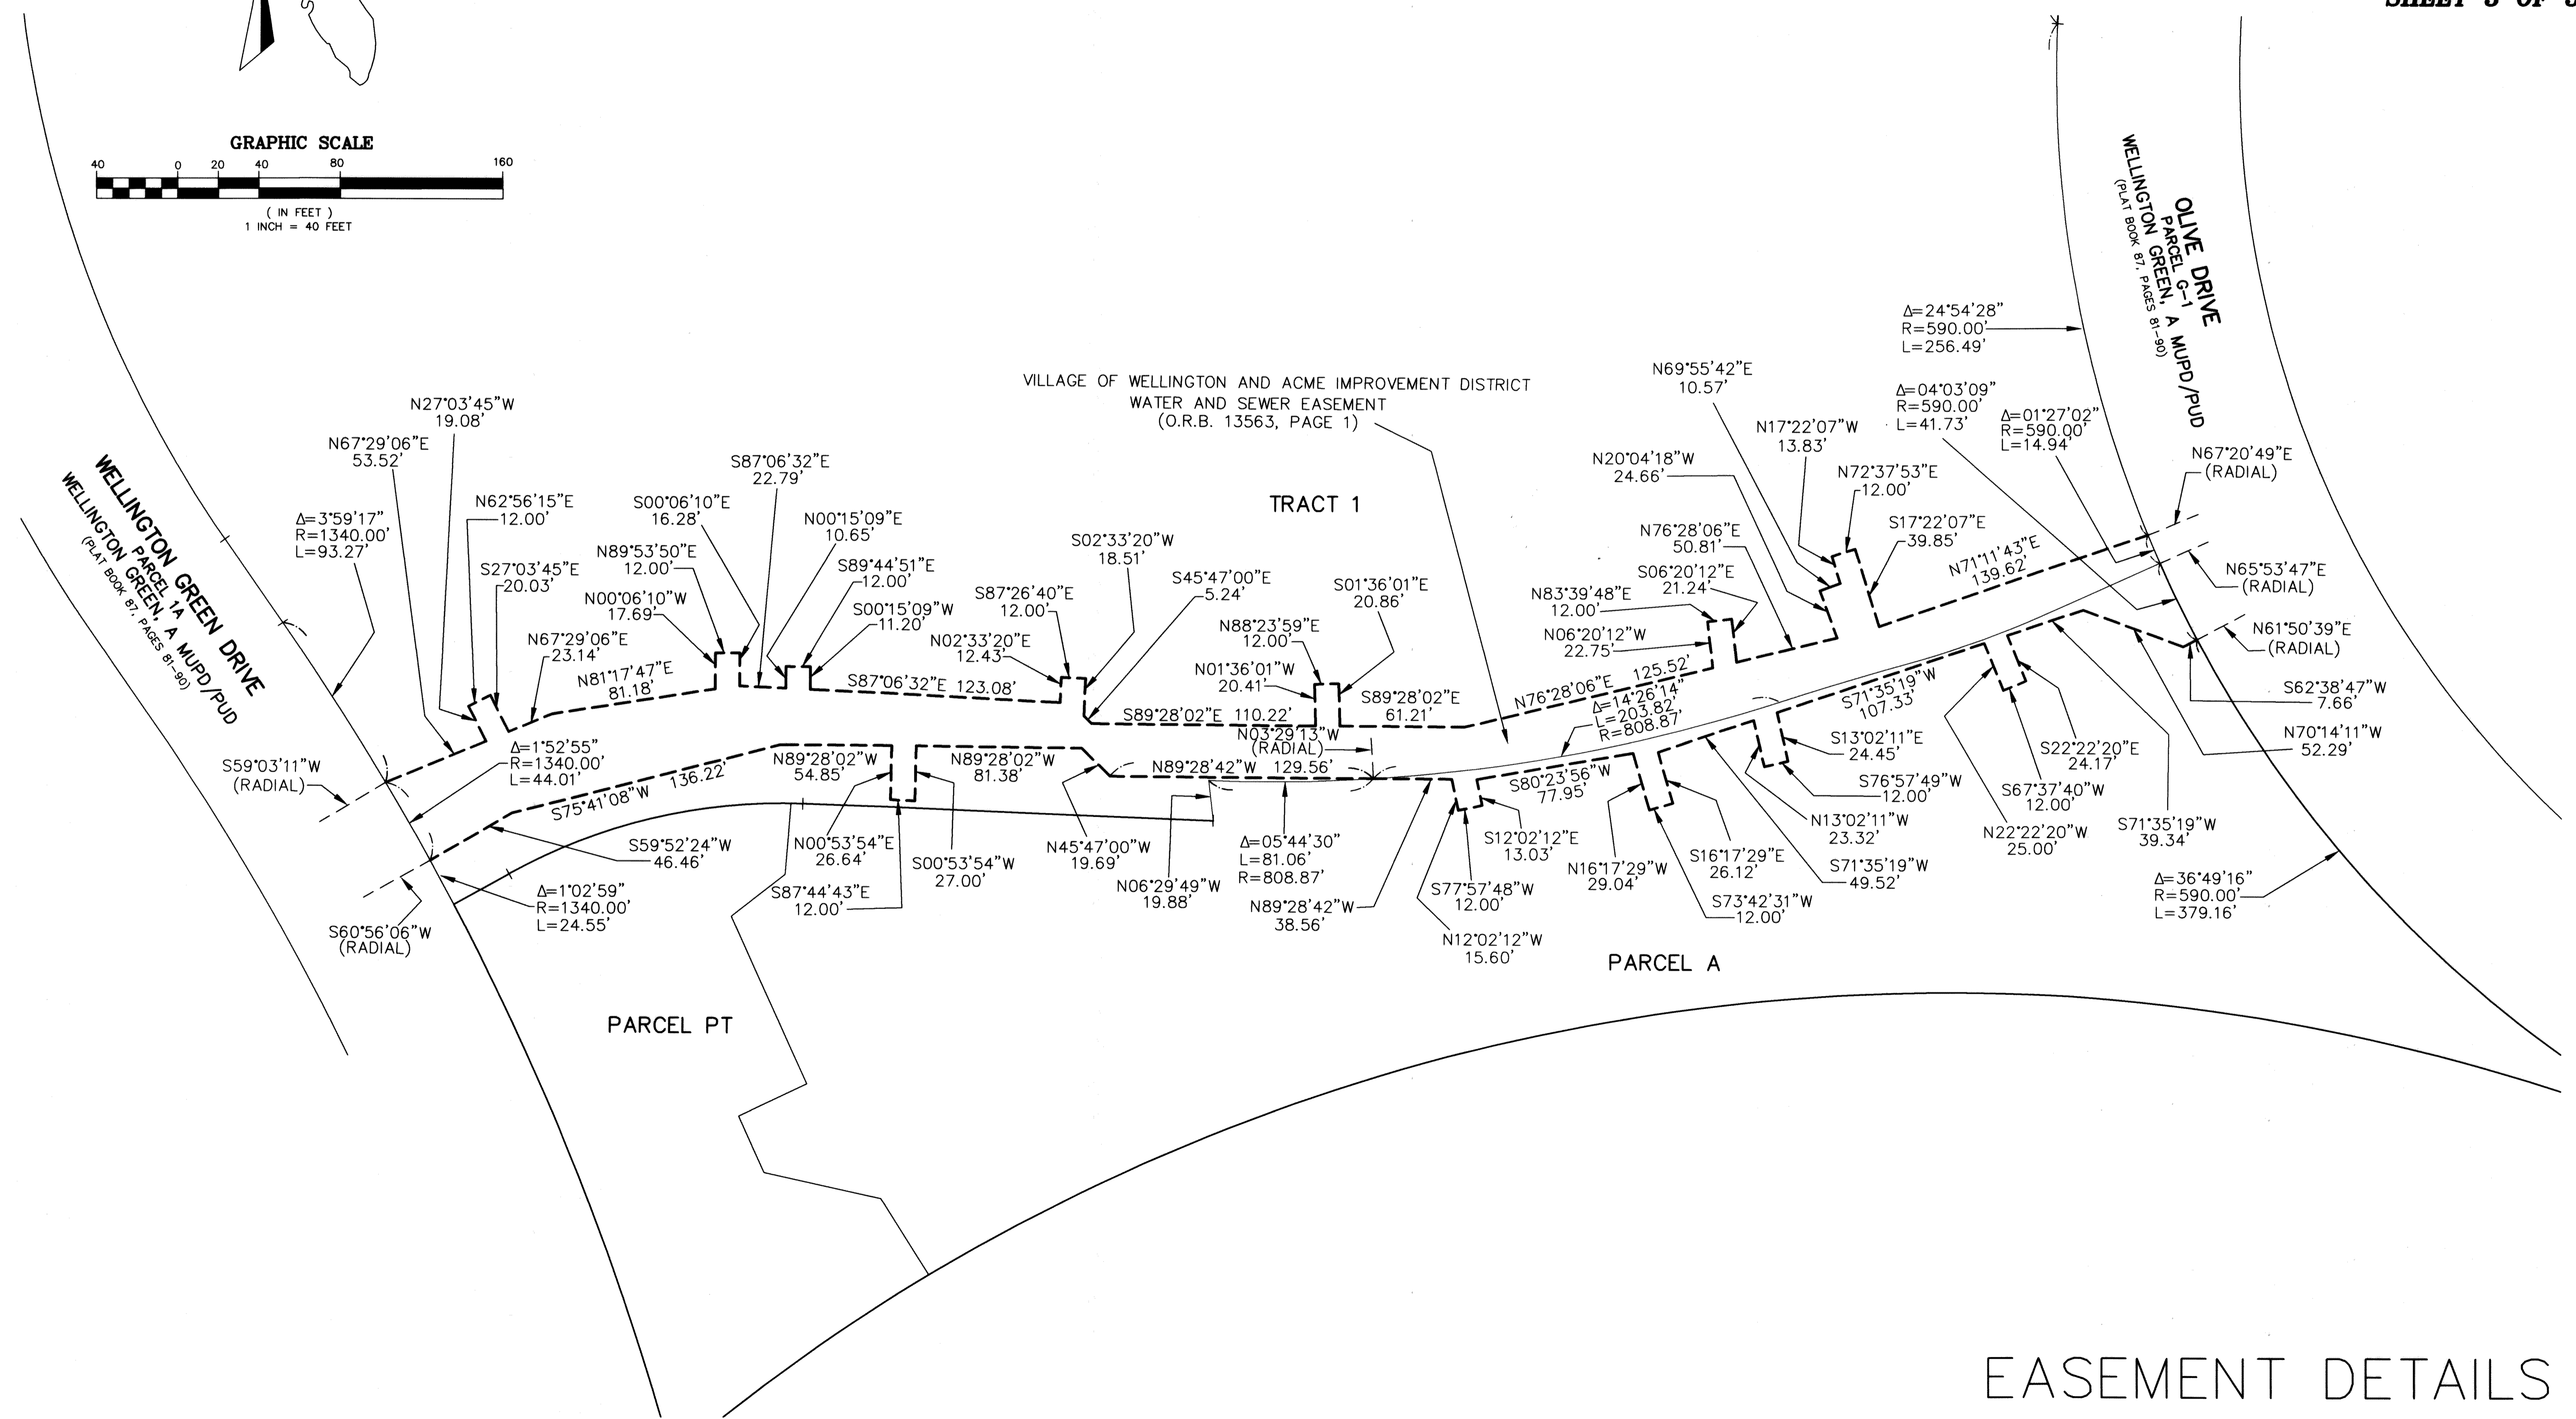 SHEET 3 OF 3
GRAPHIC SCALE
40 0 20 40 80 160
( IN FEET )
1 INCH = 40 FEET
WELLINGTON GREEN DRIVE
PARCEL 1A
WELLINGTON GREEN, A MUPD/PUD
(PLAT BOOK 87, PAGES 81-90)
OLIVE DRIVE
PARCEL G-1
WELLINGTON GREEN, A MUPD/PUD
(PLAT BOOK 87, PAGES 81-90)
VILLAGE OF WELLINGTON AND ACME IMPROVEMENT DISTRICT
WATER AND SEWER EASEMENT
(O.R.B. 13563, PAGE 1)
TRACT 1
N27°03'45"W
19.08'
N67°29'06"E
53.52'
N62°56'15"E
12.00'
Δ=3°59'17"
R=1340.00'
L=93.27'
S27°03'45"E
20.03'
N67°29'06"E
23.14'
N81°17'47"E
81.18'
N00°06'10"W
17.69'
N89°53'50"E
12.00'
S00°06'10"E
16.28'
S87°06'32"E
22.79'
N00°15'09"E
10.65'
S89°44'51"E
12.00'
S00°15'09"W
11.20'
S87°06'32"E 123.08'
N02°33'20"E
12.43'
S87°26'40"E
12.00'
S02°33'20"W
18.51'
S45°47'00"E
5.24'
S89°28'02"E 110.22'
N01°36'01"W
20.41'
N88°23'59"E
12.00'
S01°36'01"E
20.86'
S89°28'02"E
61.21'
N76°28'06"E 125.52'
N06°20'12"W
22.75'
N83°39'48"E
12.00'
S06°20'12"E
21.24'
N76°28'06"E
50.81'
N20°04'18"W
24.66'
N69°55'42"E
10.57'
N17°22'07"W
13.83'
N72°37'53"E
12.00'
S17°22'07"E
39.85'
N71°11'43"E
139.62'
Δ=24°54'28"
R=590.00'
L=256.49'
Δ=04°03'09"
R=590.00'
L=41.73'
Δ=01°27'02"
R=590.00'
L=14.94'
N67°20'49"E
(RADIAL)
N65°53'47"E
(RADIAL)
N61°50'39"E
(RADIAL)
S62°38'47"W
7.66'
N70°14'11"W
52.29'
S71°35'19"W
39.34'
S22°22'20"E
24.17'
S67°37'40"W
12.00'
N22°22'20"W
25.00'
S71°35'19"W
107.33'
S13°02'11"E
24.45'
S76°57'49"W
12.00'
N13°02'11"W
23.32'
S71°35'19"W
49.52'
S16°17'29"E
26.12'
S73°42'31"W
12.00'
N16°17'29"W
29.04'
S80°23'56"W
77.95'
Δ=14°26'14"
L=203.82'
R=808.87'
S12°02'12"E
13.03'
S77°57'48"W
12.00'
N12°02'12"W
15.60'
N89°28'42"W
38.56'
N03°29'13"W
(RADIAL)
N89°28'42"W 129.56'
Δ=05°44'30"
L=81.06'
R=808.87'
N06°29'49"W
19.88'
N45°47'00"W
19.69'
N89°28'02"W
81.38'
S00°53'54"W
27.00'
S87°44'43"E
12.00'
N00°53'54"E
26.64'
N89°28'02"W
54.85'
S75°41'08"W 136.22'
S59°52'24"W
46.46'
Δ=1°52'55"
R=1340.00'
L=44.01'
S59°03'11"W
(RADIAL)
S60°56'06"W
(RADIAL)
Δ=1°02'59"
R=1340.00'
L=24.55'
Δ=36°49'16"
R=590.00'
L=379.16'
PARCEL A
PARCEL PT
EASEMENT DETAILS